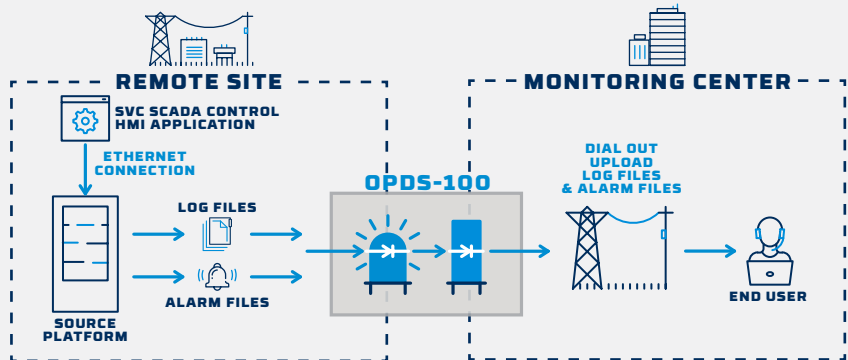 REMOTE SITE
MONITORING CENTER
SVC SCADA CONTROL
HMI APPLICATION
ETHERNET
CONNECTION
LOG FILES
ALARM FILES
SOURCE
PLATFORM
OPDS-100
DIAL OUT
UPLOAD
LOG FILES
& ALARM FILES
END USER